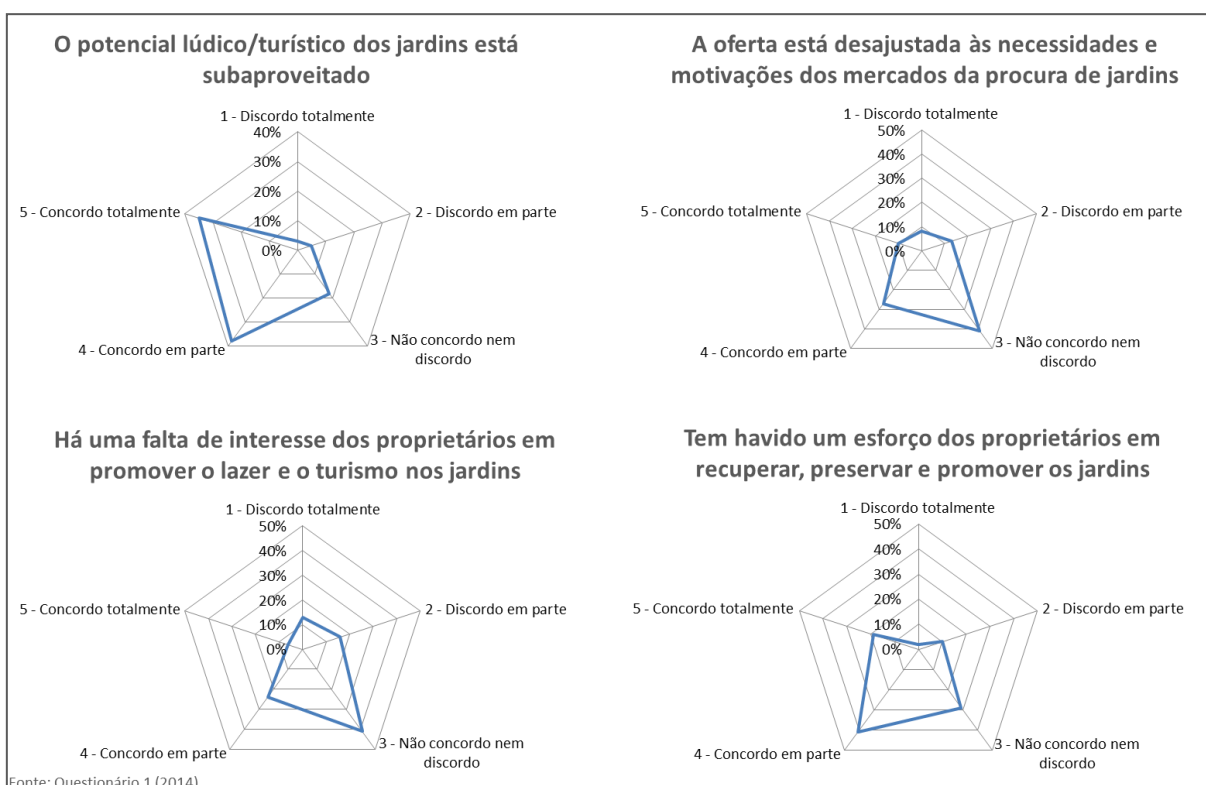 O potencial lúdico/turístico dos jardins está
subaproveitado
1 - Discordo totalmente
40%
30%
20%
10%
0%
2 - Discordo em parte
3 - Não concordo nem
discordo
4 - Concordo em parte
5 - Concordo totalmente
A oferta está desajustada às necessidades e
motivações dos mercados da procura de jardins
1 - Discordo totalmente
50%
40%
30%
20%
10%
0%
2 - Discordo em parte
3 - Não concordo nem
discordo
4 - Concordo em parte
5 - Concordo totalmente
Há uma falta de interesse dos proprietários em
promover o lazer e o turismo nos jardins
1 - Discordo totalmente
50%
40%
30%
20%
10%
0%
2 - Discordo em parte
3 - Não concordo nem
discordo
4 - Concordo em parte
5 - Concordo totalmente
Tem havido um esforço dos proprietários em
recuperar, preservar e promover os jardins
1 - Discordo totalmente
50%
40%
30%
20%
10%
0%
2 - Discordo em parte
3 - Não concordo nem
discordo
4 - Concordo em parte
5 - Concordo totalmente
Fonte: Questionário 1 (2014)